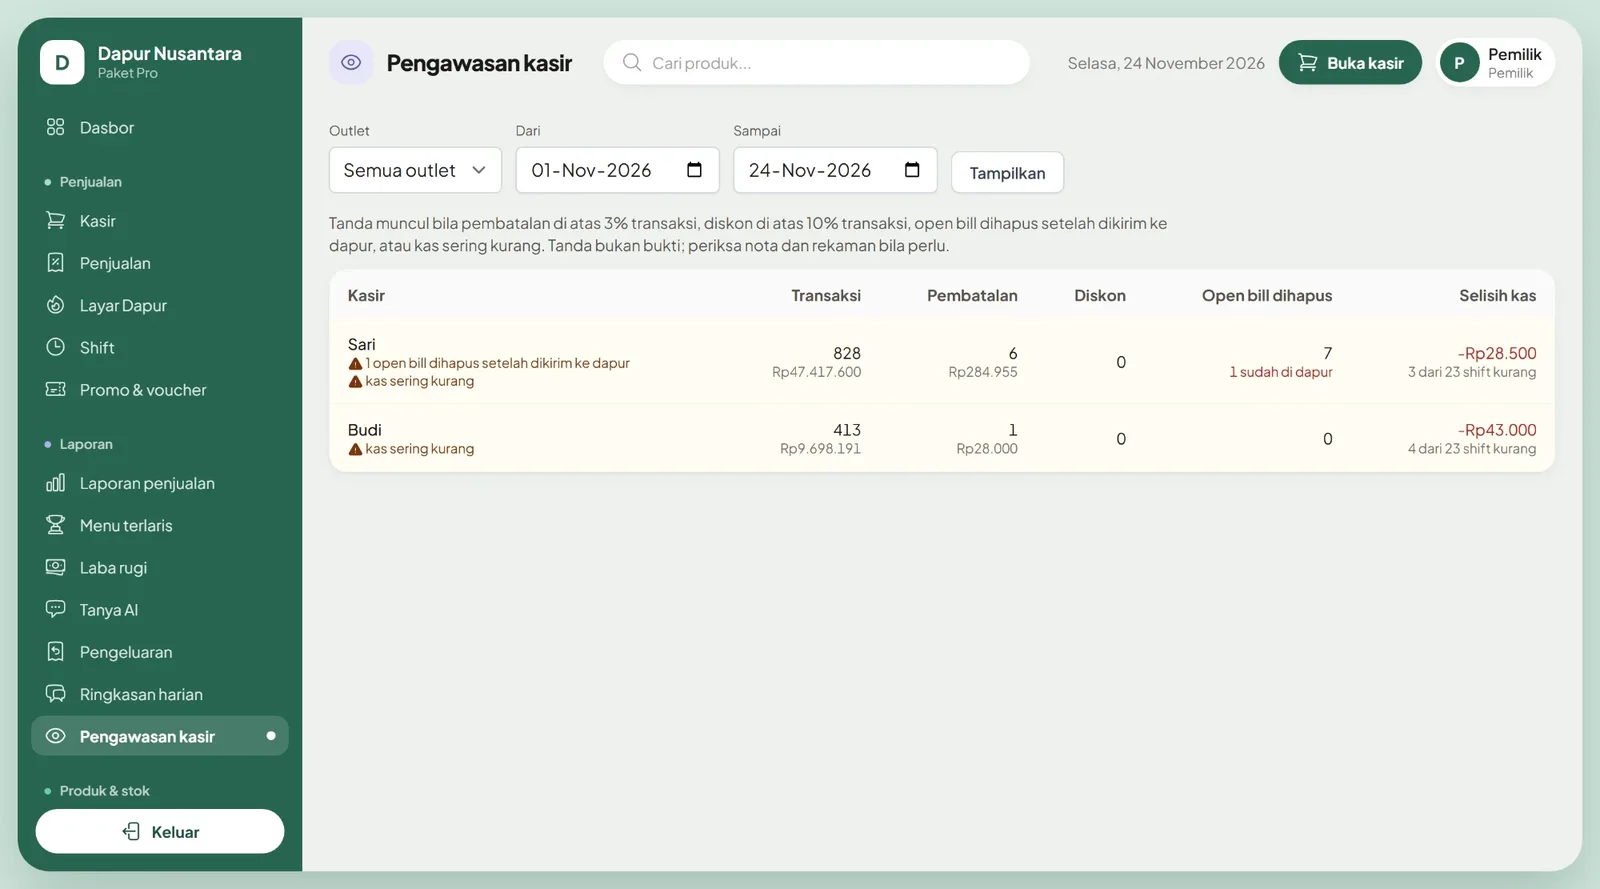 D
Dapur Nusantara
Paket Pro
Dasbor
Penjualan
Kasir
Penjualan
Layar Dapur
Shift
Promo & voucher
Laporan
Laporan penjualan
Menu terlaris
Laba rugi
Tanya AI
Pengeluaran
Ringkasan harian
Pengawasan kasir
Produk & stok
Keluar
Pengawasan kasir
Cari produk...
Selasa, 24 November 2026
Buka kasir
P
Pemilik
Pemilik
Outlet
Dari
Sampai
Semua outlet
01-Nov-2026
24-Nov-2026
Tampilkan
Tanda muncul bila pembatalan di atas 3% transaksi, diskon di atas 10% transaksi, open bill dihapus setelah dikirim ke
dapur, atau kas sering kurang. Tanda bukan bukti; periksa nota dan rekaman bila perlu.
Kasir Transaksi Pembatalan Diskon Open bill dihapus Selisih kas
Sari
1 open bill dihapus setelah dikirim ke dapur
kas sering kurang
828
Rp47.417.600
6
Rp284.955
0
7
1 sudah di dapur
-Rp28.500
3 dari 23 shift kurang
Budi
kas sering kurang
413
Rp9.698.191
1
Rp28.000
0
0
-Rp43.000
4 dari 23 shift kurang